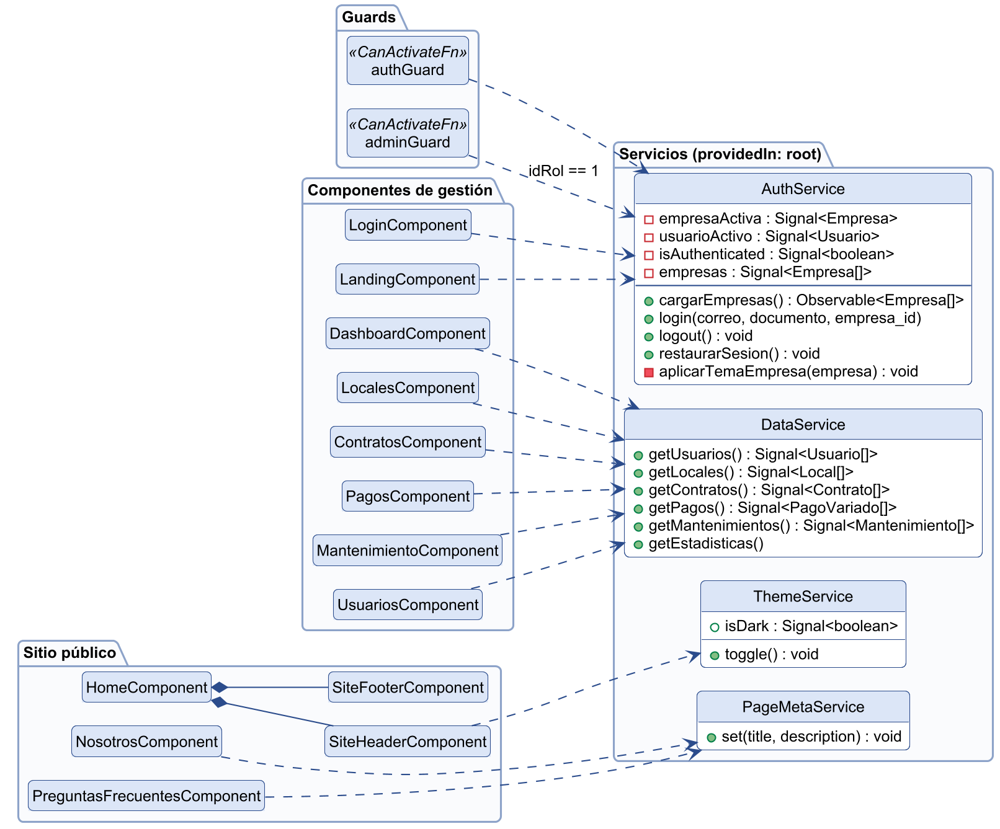 Guards
«CanActivateFn»
authGuard
«CanActivateFn»
adminGuard
idRol == 1
Componentes de gestión
LoginComponent
LandingComponent
DashboardComponent
LocalesComponent
ContratosComponent
PagosComponent
MantenimientoComponent
UsuariosComponent
Servicios (providedIn: root)
AuthService
empresaActiva : Signal<Empresa>
usuarioActivo : Signal<Usuario>
isAuthenticated : Signal<boolean>
empresas : Signal<Empresa[]>
cargarEmpresas() : Observable<Empresa[]>
login(correo, documento, empresa_id)
logout() : void
restaurarSesion() : void
aplicarTemaEmpresa(empresa) : void
DataService
getUsuarios() : Signal<Usuario[]>
getLocales() : Signal<Local[]>
getContratos() : Signal<Contrato[]>
getPagos() : Signal<PagoVariado[]>
getMantenimientos() : Signal<Mantenimiento[]>
getEstadisticas()
ThemeService
isDark : Signal<boolean>
toggle() : void
PageMetaService
set(title, description) : void
Sitio público
HomeComponent
SiteFooterComponent
NosotrosComponent
SiteHeaderComponent
PreguntasFrecuentesComponent